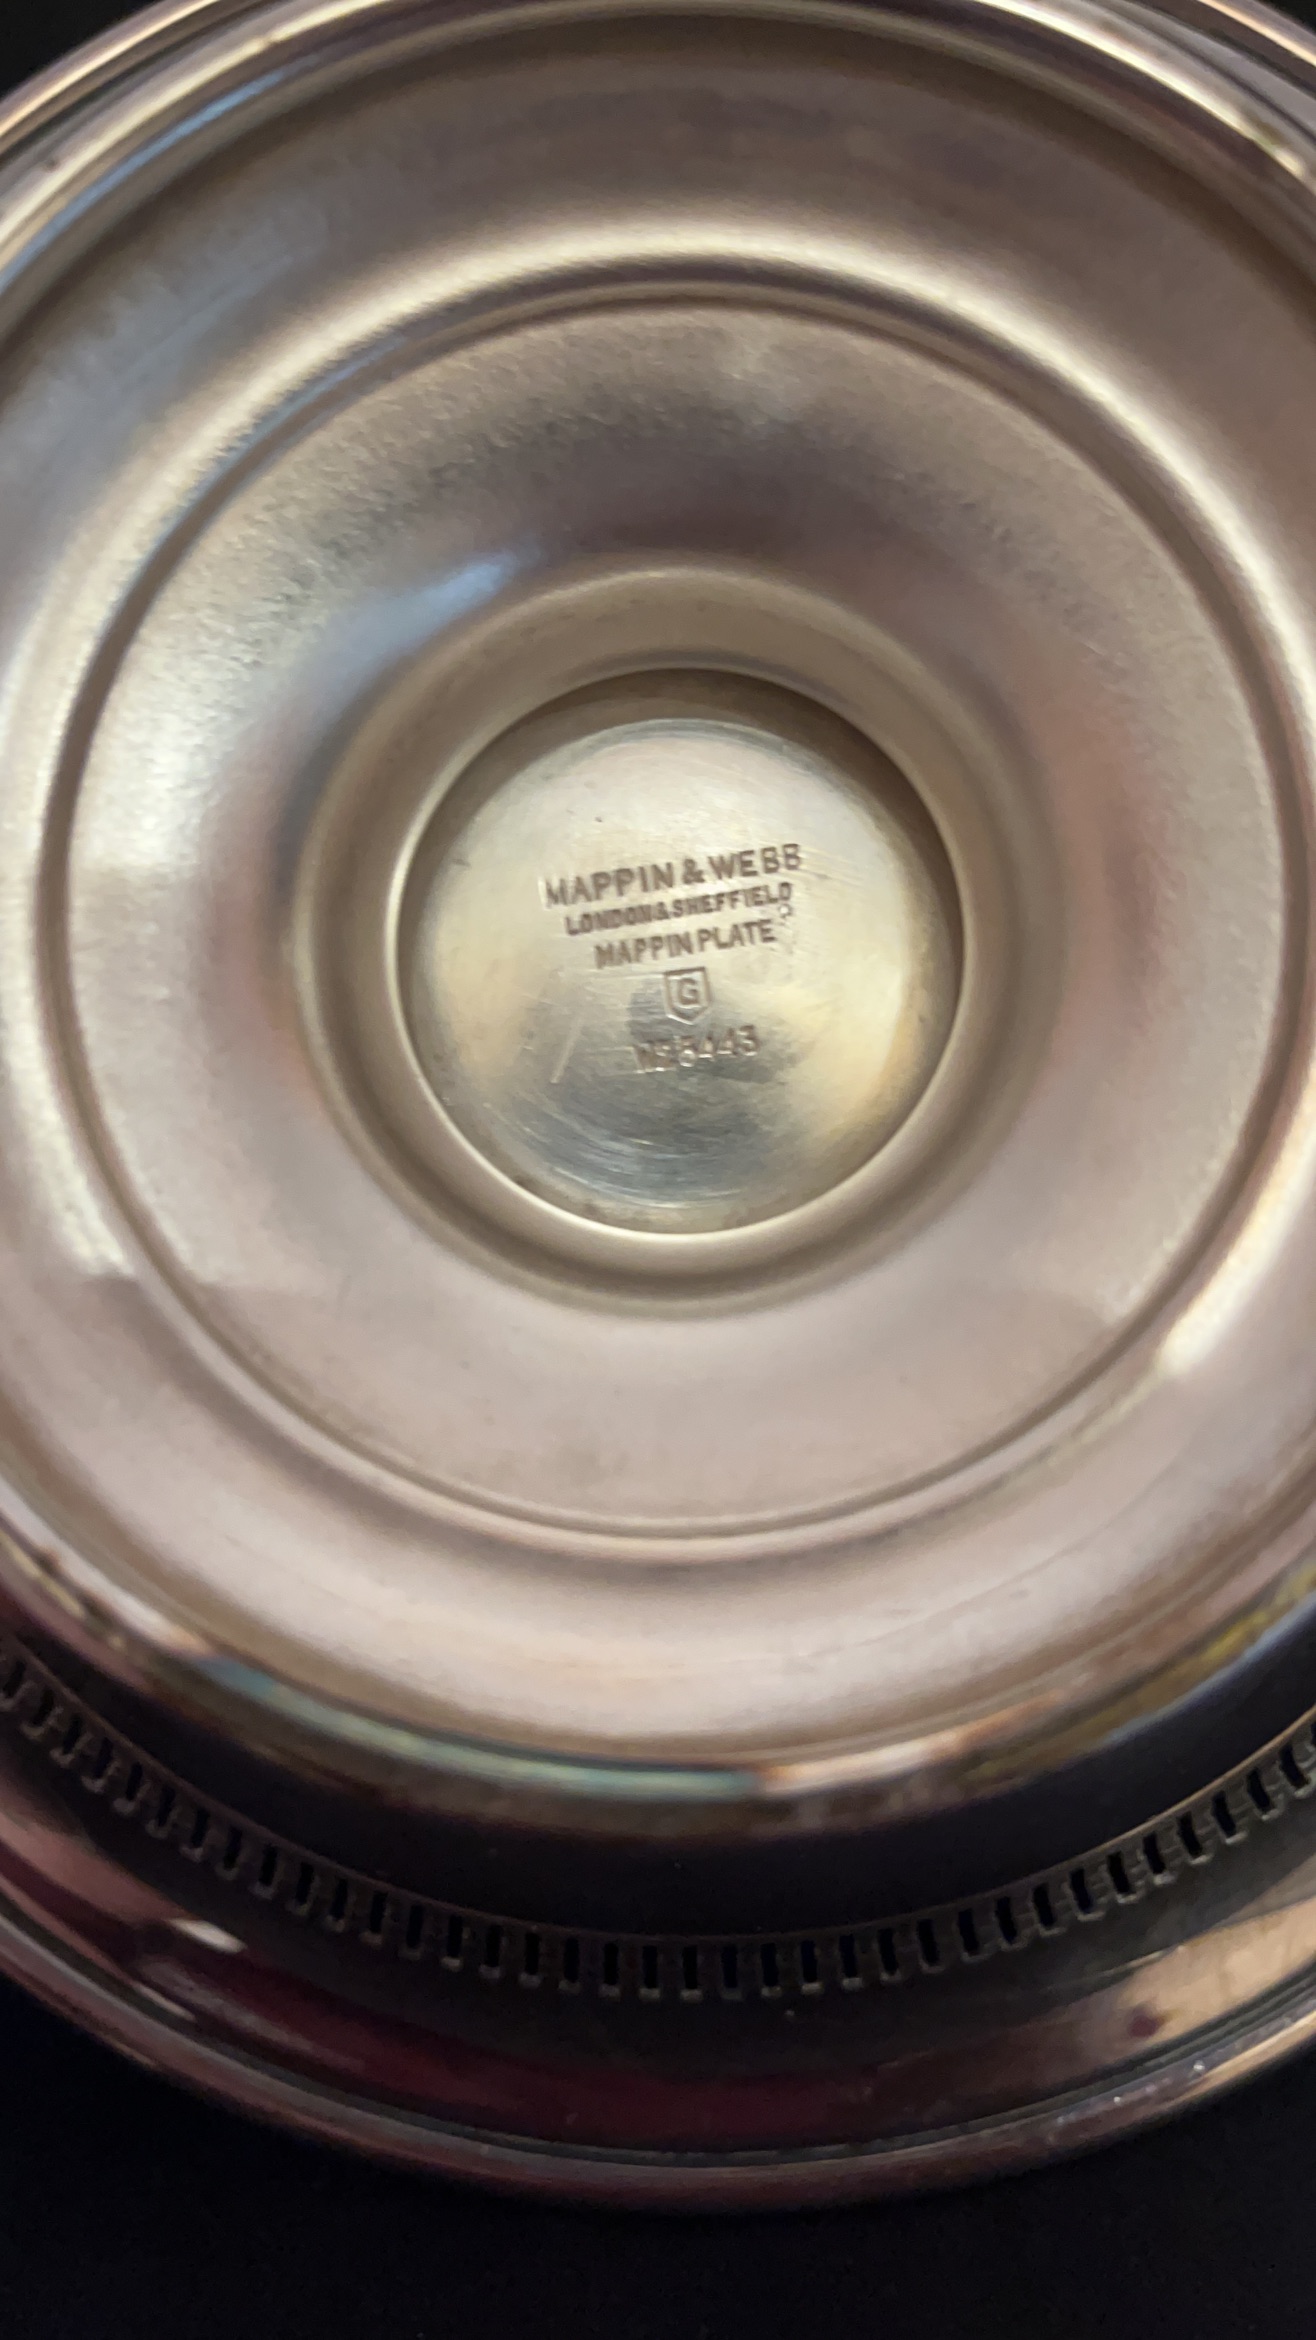 MAPPIN & WEBB
LONDON & SHEFFIELD
MAPPIN PLATE
G